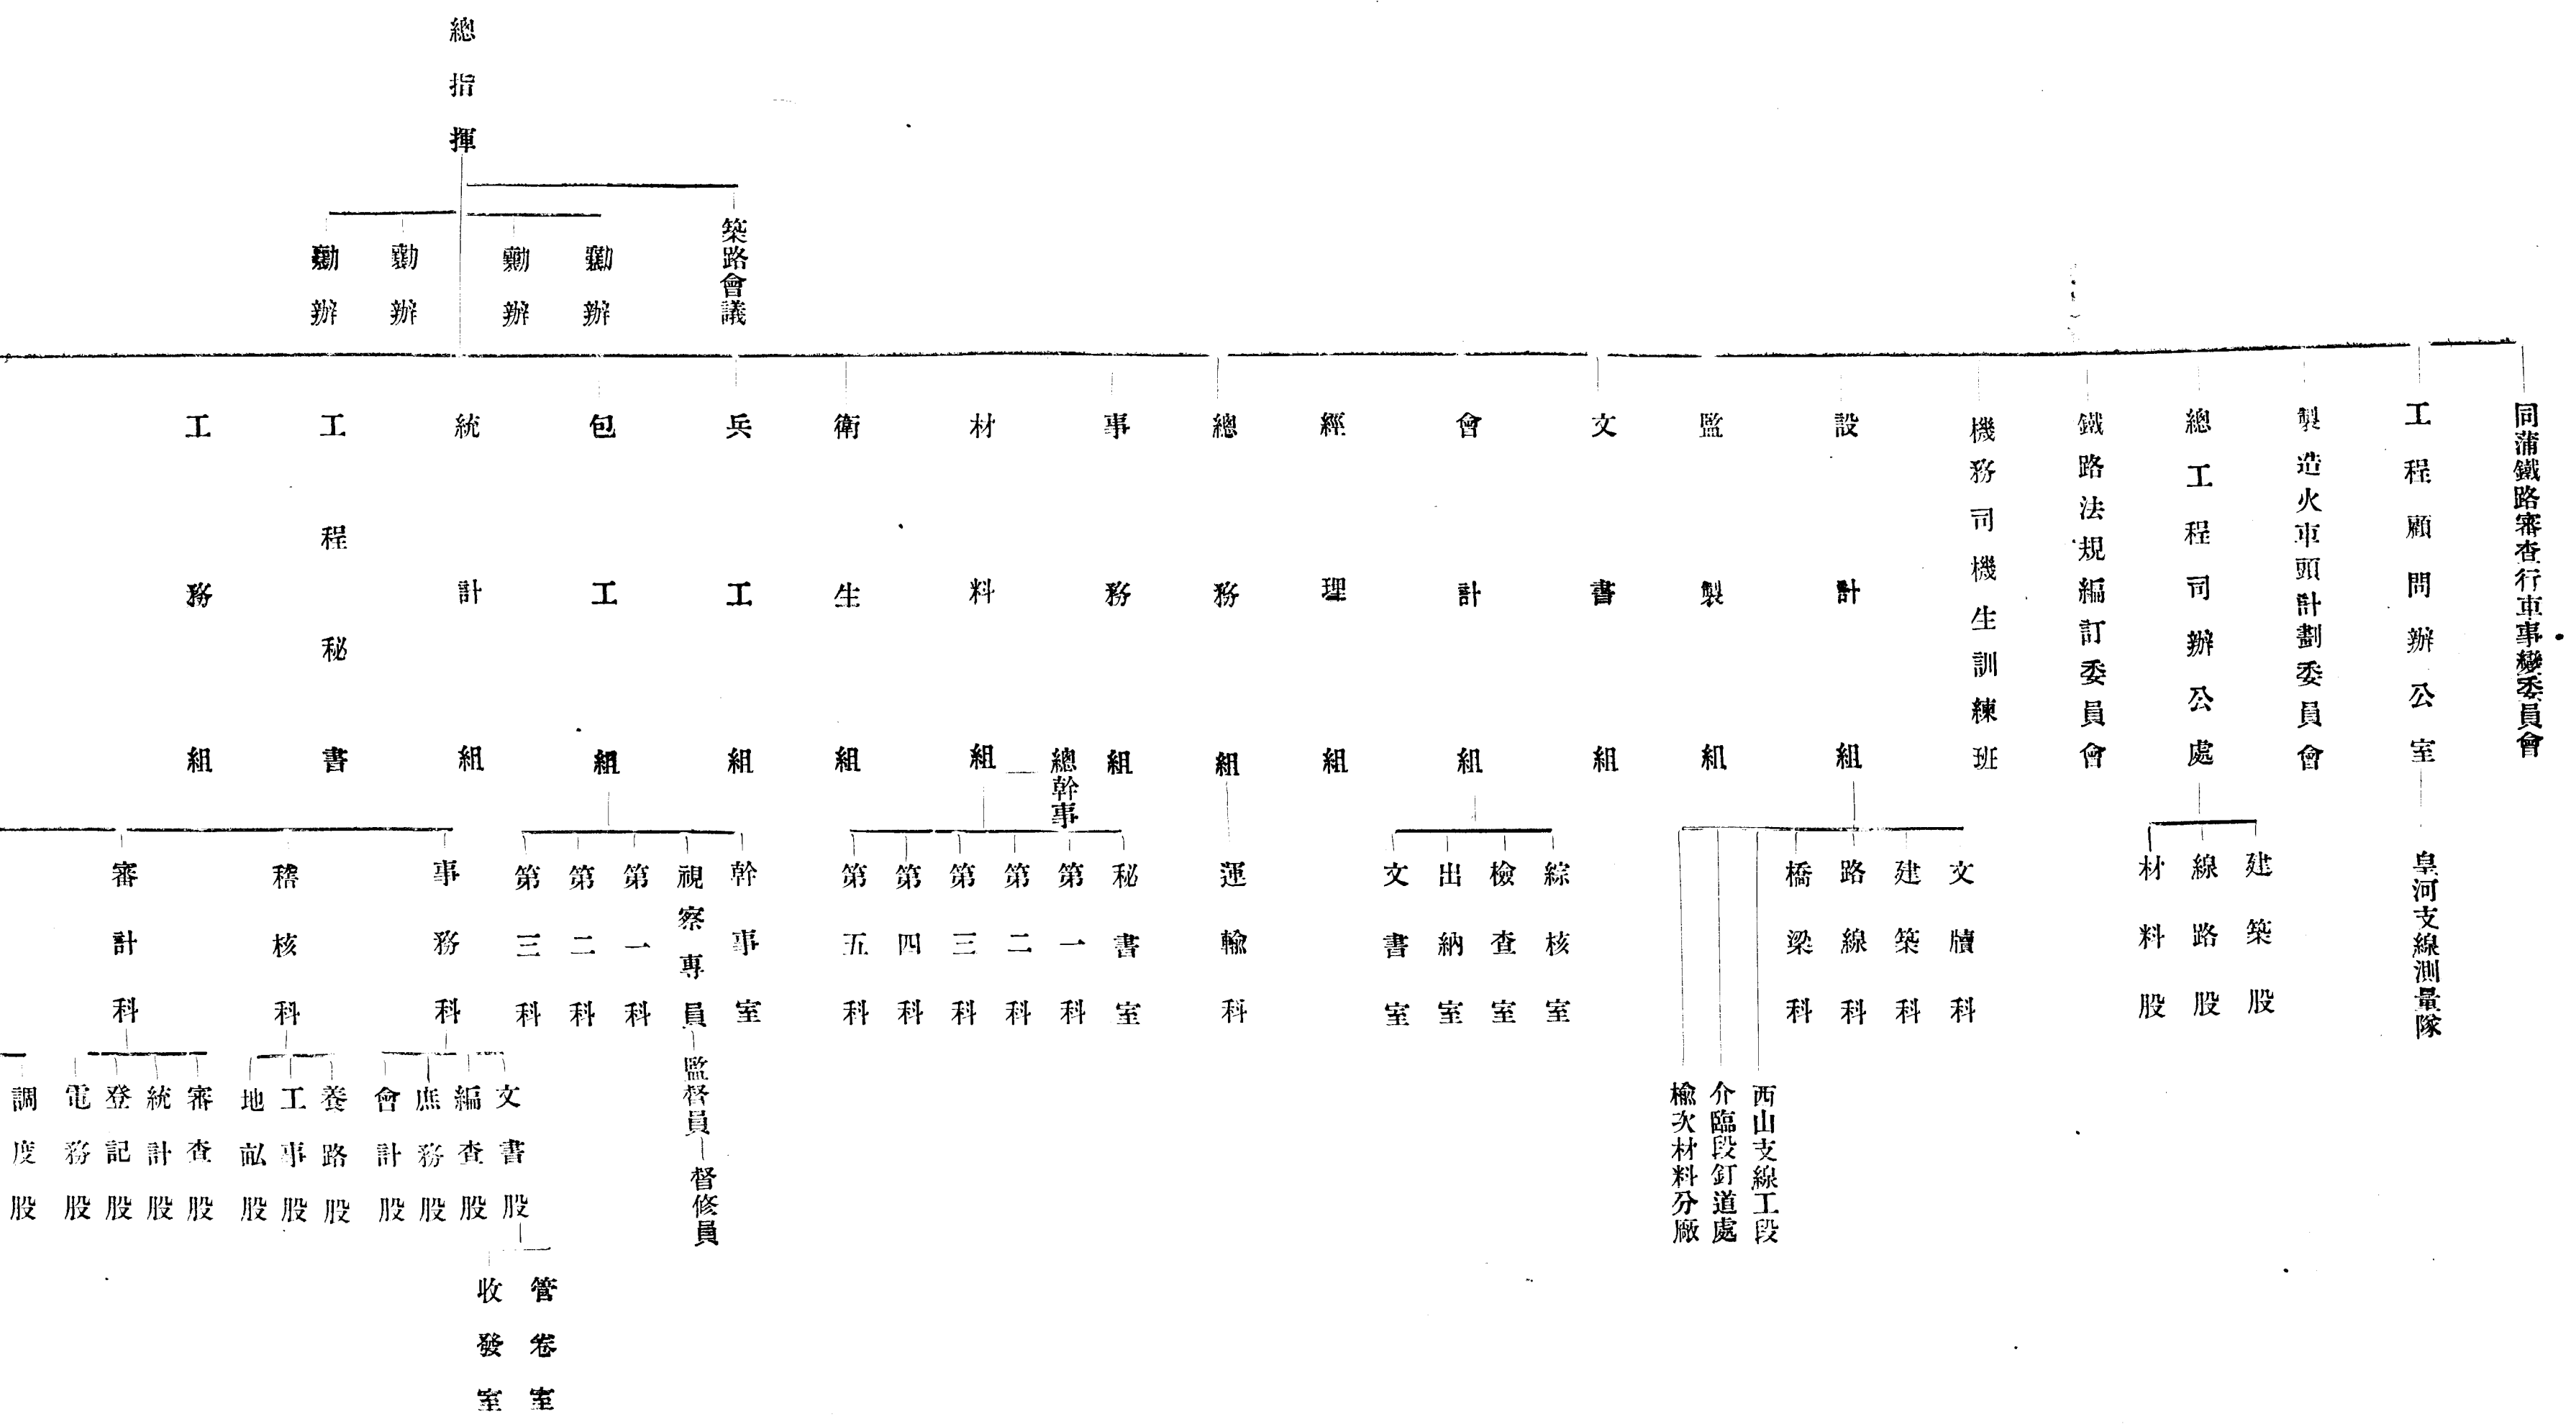 總指揮
築路會議
勷辦
勷辦
勷辦
勷辦
同蒲鐵路審查行車事變委員會
工程顧問辦公室
製造火車頭計劃委員會
總工程司辦公處
鐵路法規編訂委員會
機務司機生訓練班
設計組
監製組
文書組
會計組
經理組
總務組
事務組
總幹事
材料組
衛生組
兵工組
包工組
統計組
工程秘書
工務組
皇河支線測量隊
建築股
線路股
材料股
文牘科
建築科
路線科
橋梁科
西山支線工段
介臨段釘道處
榆次材料分廠
綜核室
檢查室
出納室
文書室
運輸科
秘書室
第一科
第二科
第三科
第四科
第五科
幹事室
視察專員
監督員
督修員
第一科
第二科
第三科
事務科
稽核科
審計科
文書股
編查股
庶務股
會計股
養路股
工事股
地畝股
審查股
統計股
登記股
電務股
調度股
管卷室
收發室